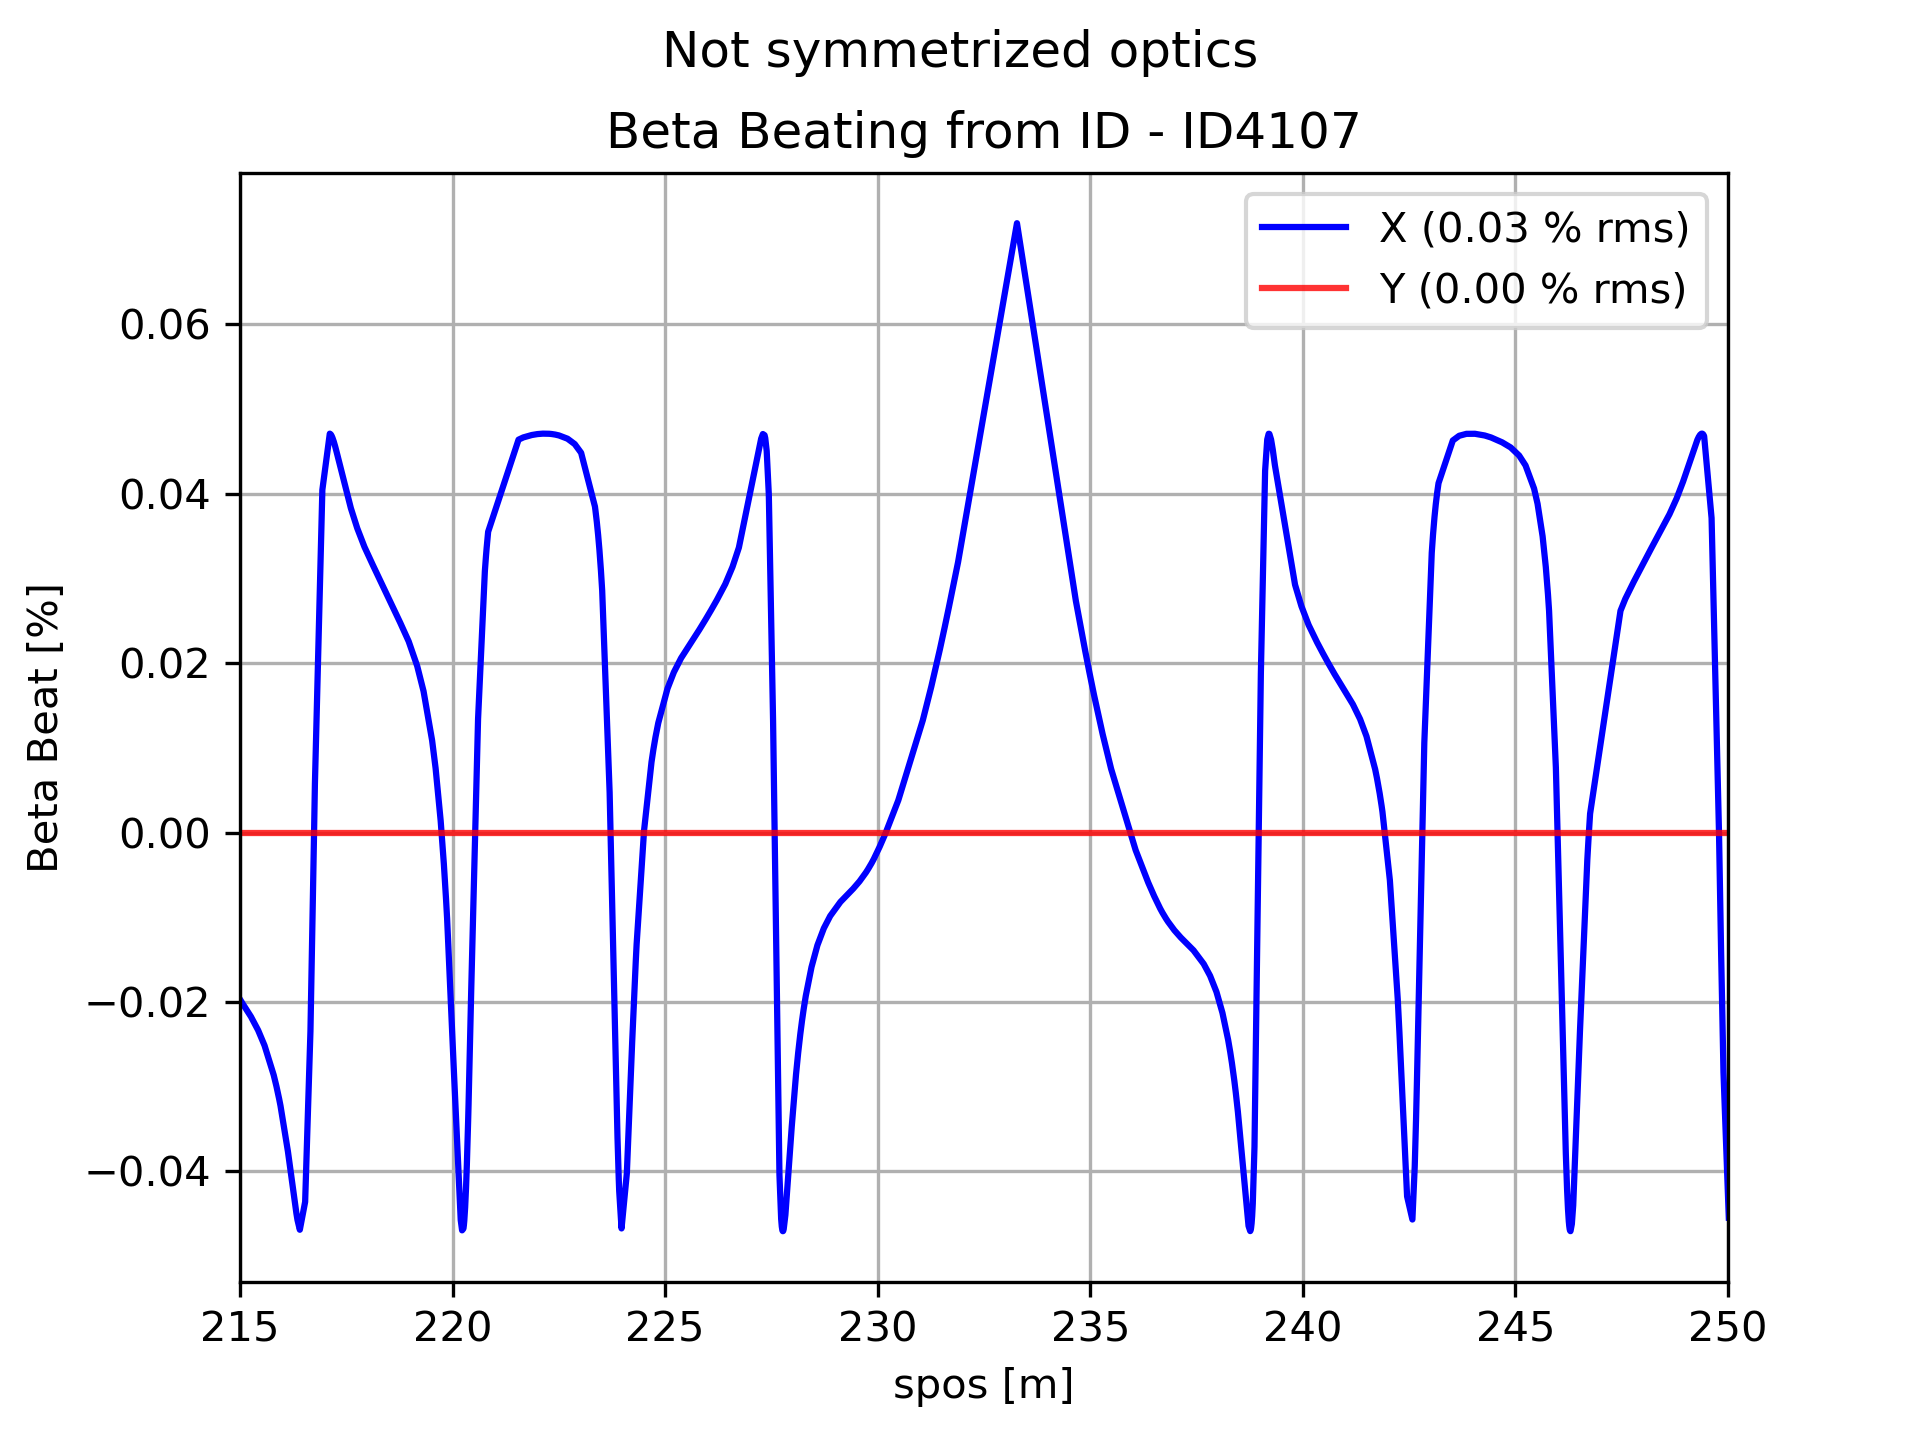 Not symmetrized optics
Beta Beating from ID - ID4107
X (0.03 % rms)
Y (0.00 % rms)
0.06
0.04
0.02
0.00
−0.02
−0.04
Beta Beat [%]
215 220 225 230 235 240 245 250
spos [m]